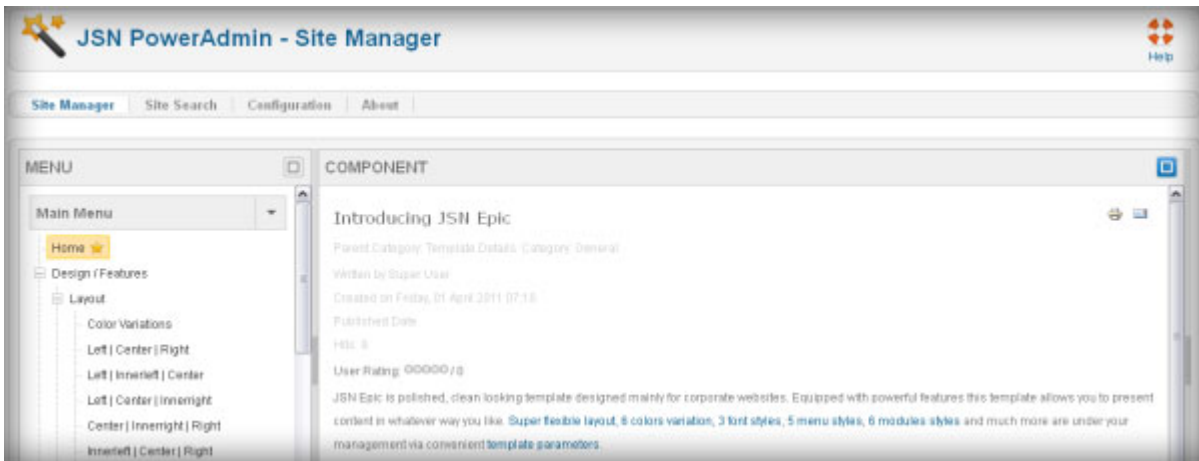 JSN PowerAdmin - Site Manager
Help
Site Manager
Site Search
Configuration
About
MENU
Main Menu
Home
Design / Features
Layout
Color Variations
Left | Center | Right
Left | Innerleft | Center
Left | Center | Innerright
Center | Innerright | Right
Innerleft | Center | Right
COMPONENT
Introducing JSN Epic
Parent Category: Template Details Category: General
Written by Super User
Created on Friday, 01 April 2011 07:18
Published Date
Hits: 8
User Rating: 00000 / 0
JSN Epic is polished, clean looking template designed mainly for corporate websites. Equipped with powerful features this template allows you to present
content in whatever way you like. Super flexible layout, 6 colors variation, 3 font styles, 5 menu styles, 6 modules styles and much more are under your
management via convenient template parameters.